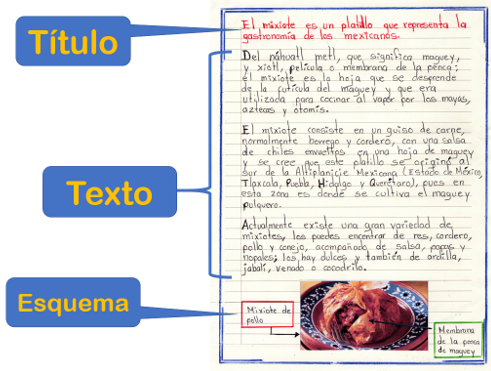 Título
El mixiote es un platillo que representa la
gastronomía de los mexicanos.
Texto
Del náhuatl metl, que significa maguey,
y xiotl, película o membrana de la penca;
el mixiote es la hoja que se desprende
de la cutícula del maguey y que era
utilizada para cocinar al vapor por los mayas,
aztecas y otomís.
El mixiote consiste en un guiso de carne,
normalmente borrego y cordero, con una salsa
de chiles envueltos en una hoja de maguey
y se cree que este platillo se originó al
sur de la Altiplanicie Mexicana (Estado de México,
Tlaxcala, Puebla, Hidalgo y Querétaro), pues en
esta zona es donde se cultiva el maguey
pulquero.
Actualmente existe una gran variedad de
mixiotes, los puedes encontrar de res, cordero,
pollo y conejo, acompañado de salsa, papas y
nopales; los hay dulces y también de ardilla,
jabalí, venado o cocodrilo.
Esquema
Mixiote de
pollo
Membrana
de la penca
de maguey